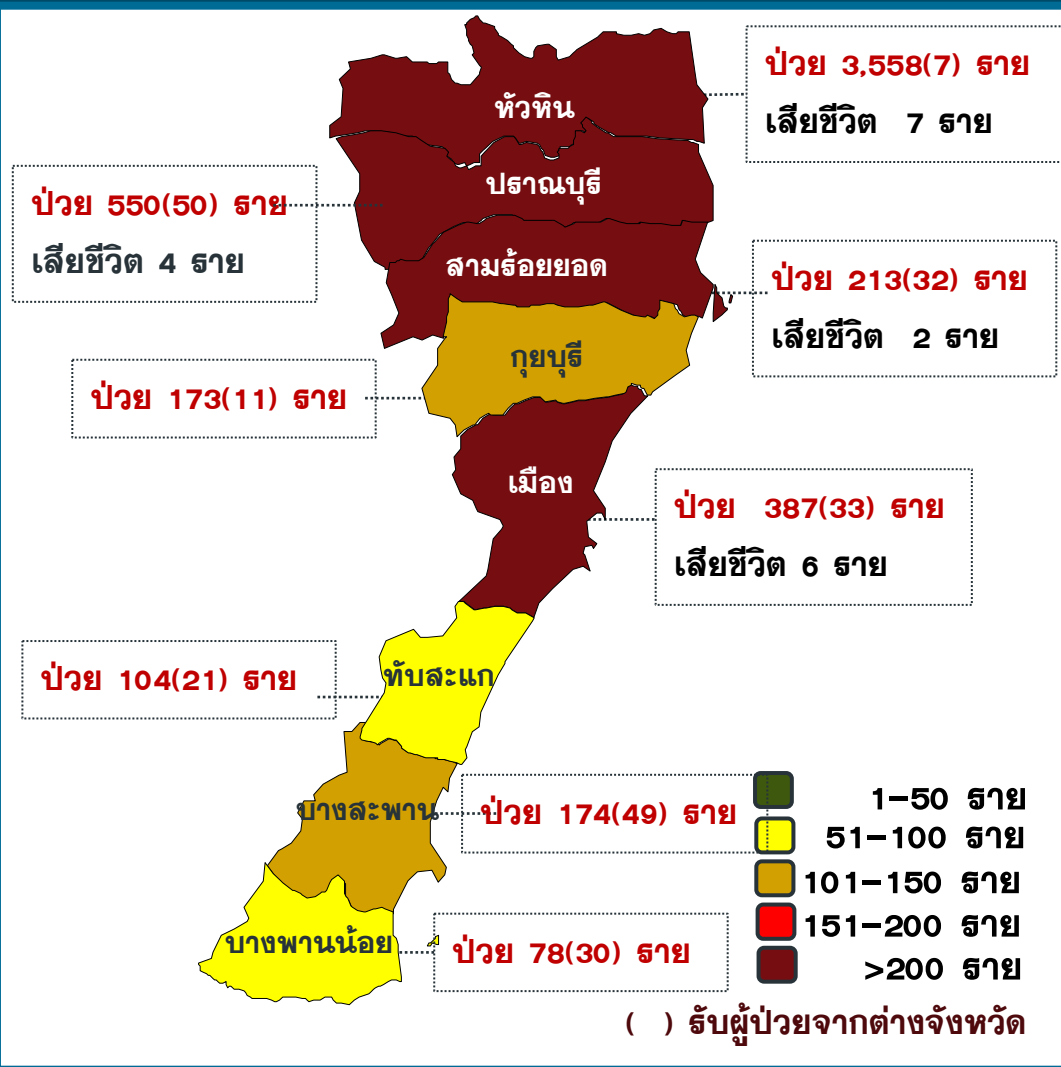 หัวหิน
ป่วย 3,558(7) ราย
เสียชีวิต 7 ราย
ปราณบุรี
ป่วย 550(50) ราย
เสียชีวิต 4 ราย
สามร้อยยอด
ป่วย 213(32) ราย
เสียชีวิต 2 ราย
กุยบุรี
ป่วย 173(11) ราย
เมือง
ป่วย 387(33) ราย
เสียชีวิต 6 ราย
ทับสะแก
ป่วย 104(21) ราย
บางสะพาน
ป่วย 174(49) ราย
บางพานน้อย
ป่วย 78(30) ราย
1-50 ราย
51-100 ราย
101-150 ราย
151-200 ราย
>200 ราย
( ) รับผู้ป่วยจากต่างจังหวัด